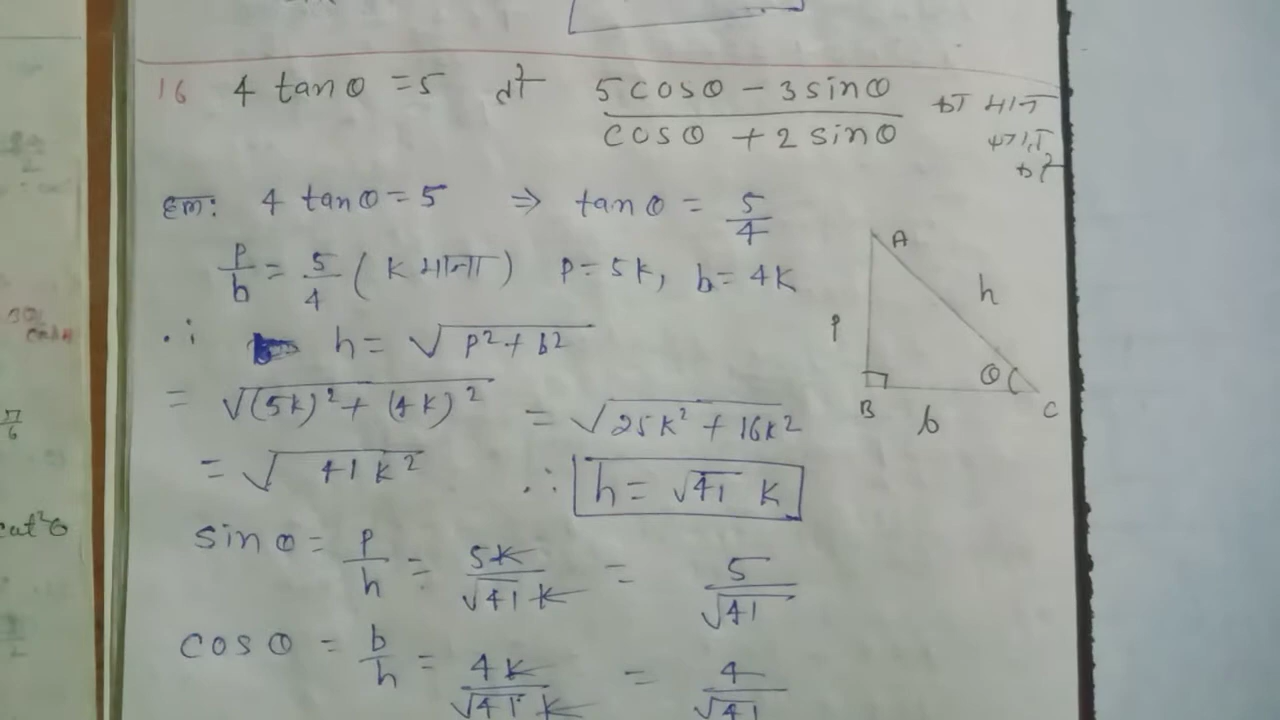 16 4 tanθ = 5 तो (5cosθ - 3sinθ)/(cosθ + 2sinθ) का मान
ज्ञात
करें
हल: 4 tanθ = 5 ⇒ tanθ = 5/4
p/b = 5/4 (K माना) P = 5K, b = 4K
∴ h = √(p²+b²)
= √((5K)² + (4K)²) = √(25K² + 16K²)
= √(41K²) ∴ h = √41 K
sinθ = p/h = 5K/(√41 K) = 5/√41
cosθ = b/h = 4K/(√41 K) = 4/√41
A
h
p
θ
B
b
C